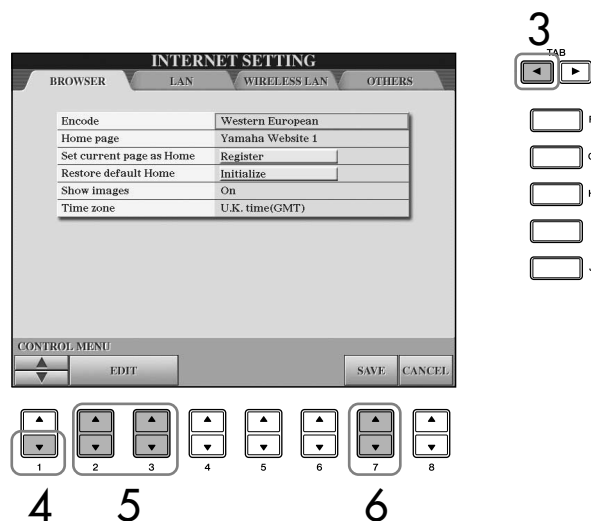 3
TAB
INTERNET SETTING
BROWSER LAN WIRELESS LAN OTHERS
Encode Western European
Home page Yamaha Website 1
Set current page as Home Register
Restore default Home Initialize
Show images On
Time zone U.K. time(GMT)
CONTROL MENU
EDIT SAVE CANCEL
1 2 3 4 5 6 7 8
4 5 6